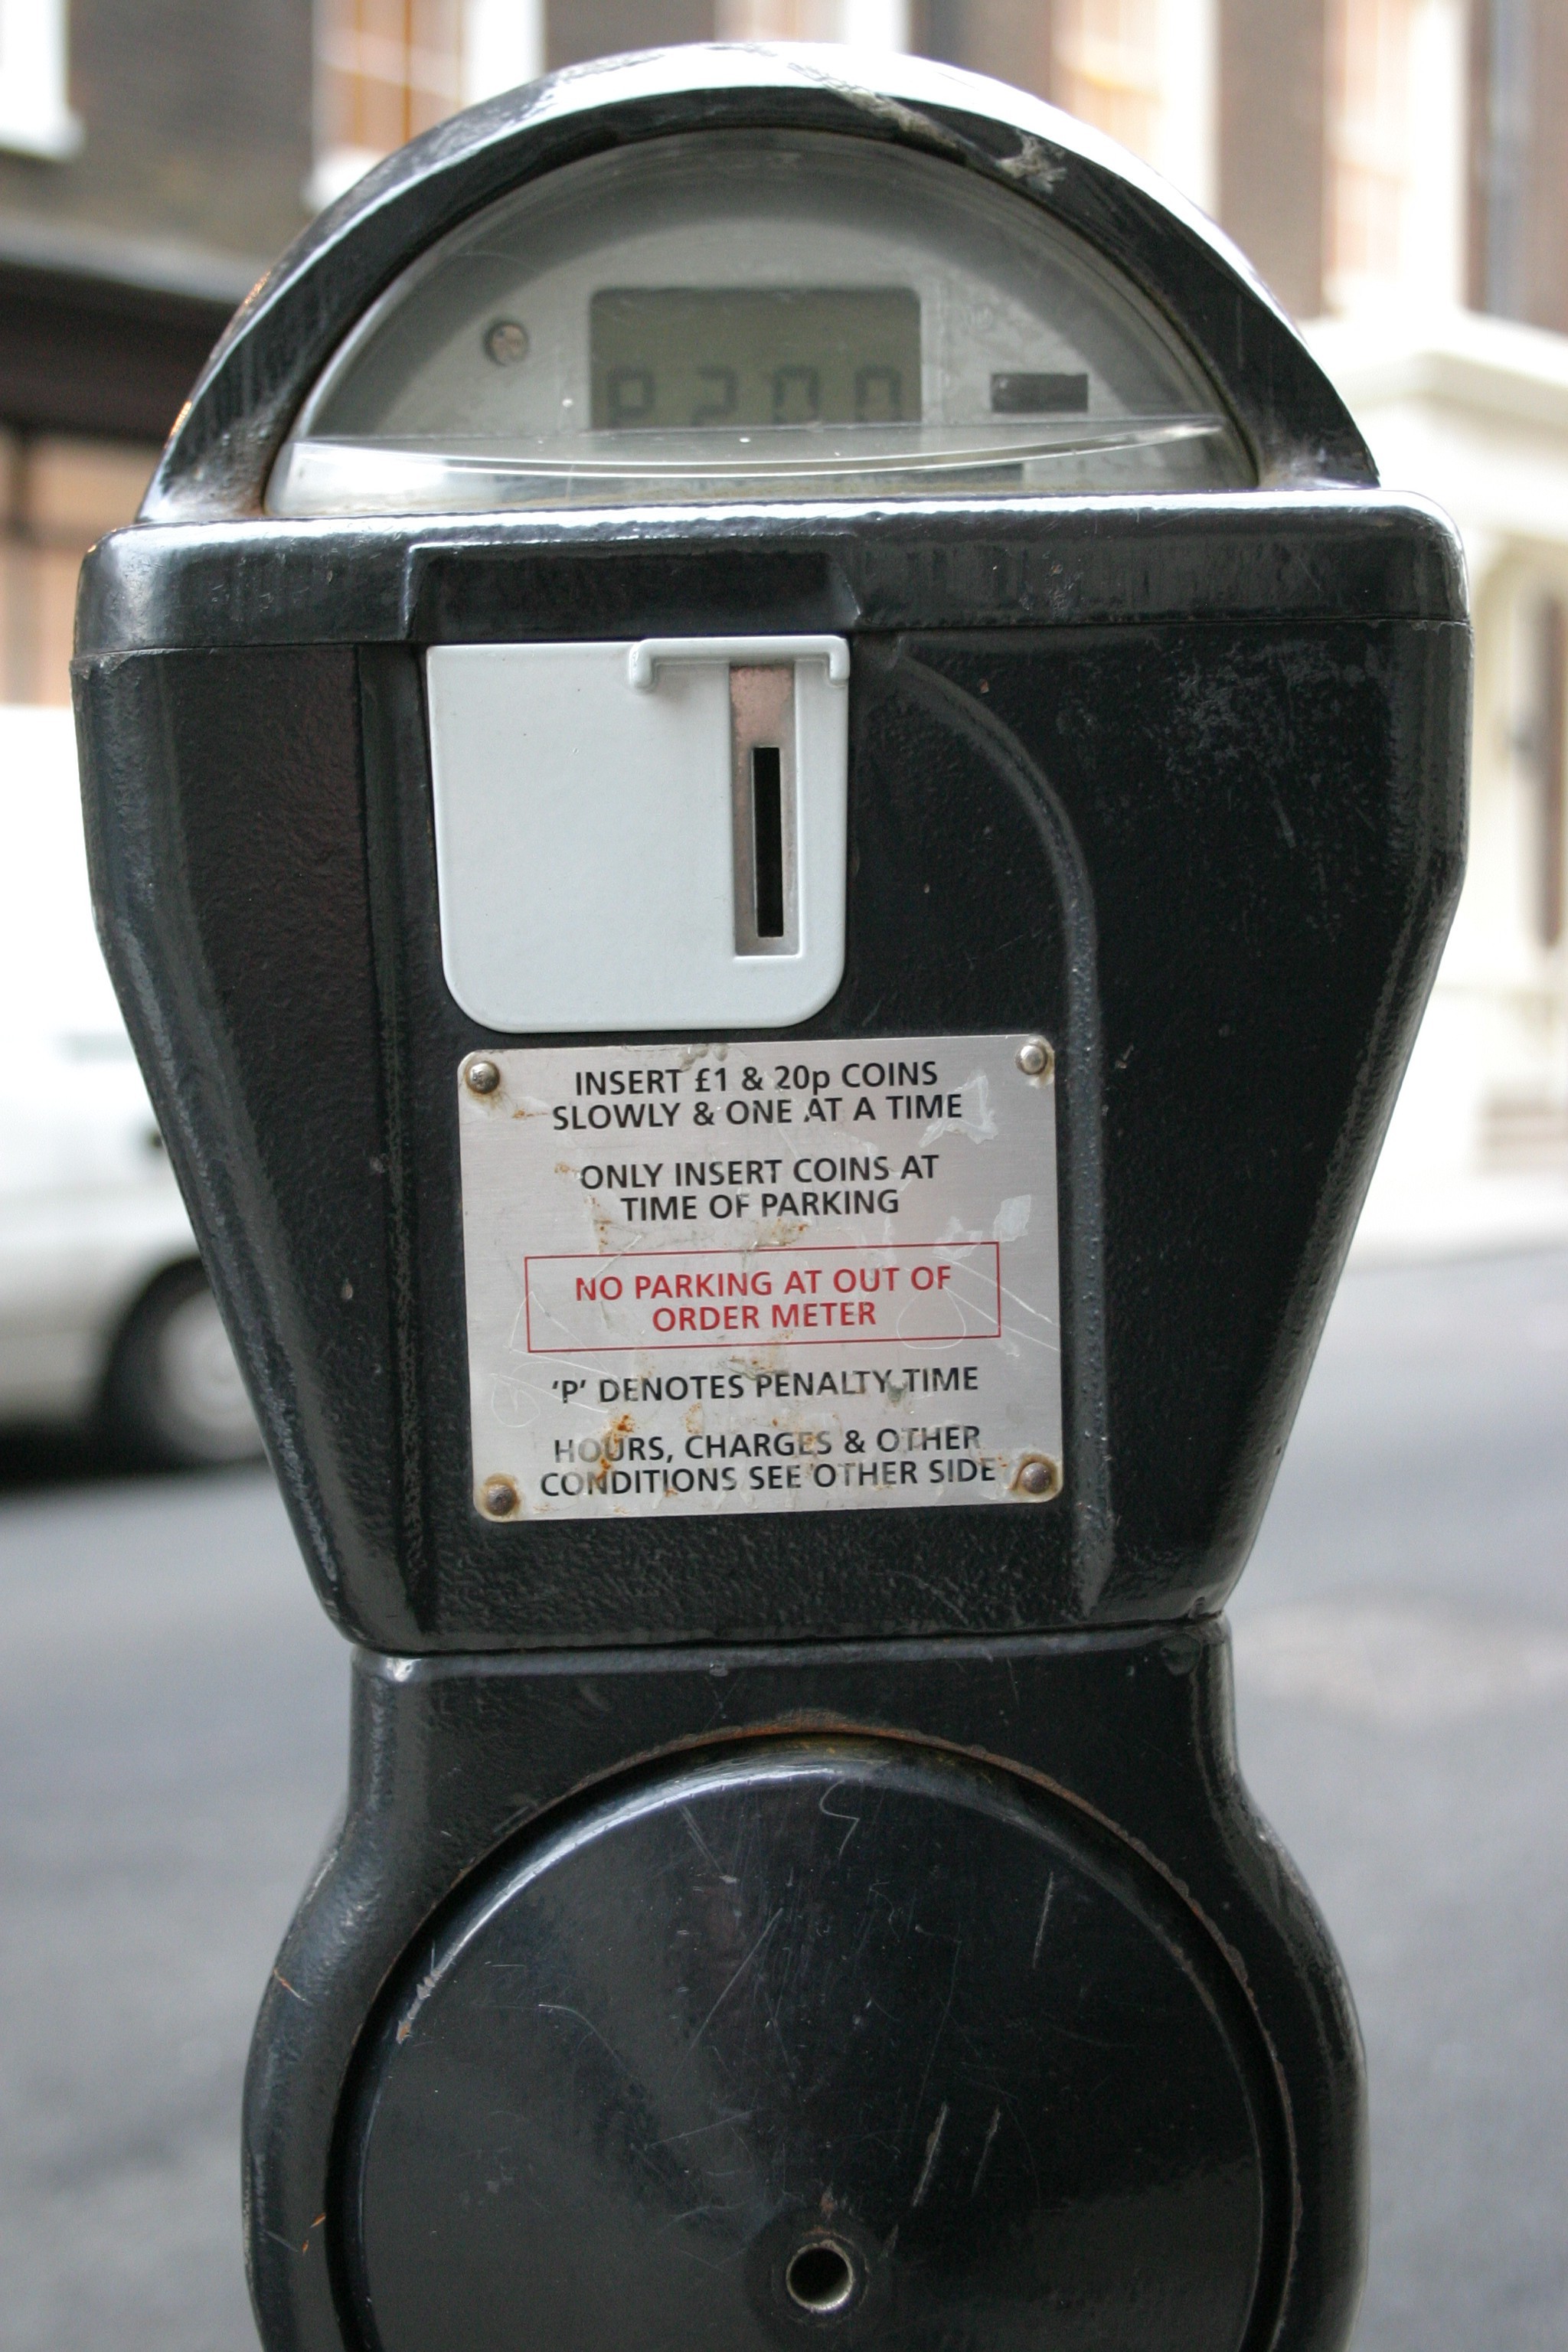 P200
INSERT £1 & 20p COINS
SLOWLY & ONE AT A TIME
ONLY INSERT COINS AT
TIME OF PARKING
NO PARKING AT OUT OF
ORDER METER
‘P’ DENOTES PENALTY TIME
HOURS, CHARGES & OTHER
CONDITIONS SEE OTHER SIDE